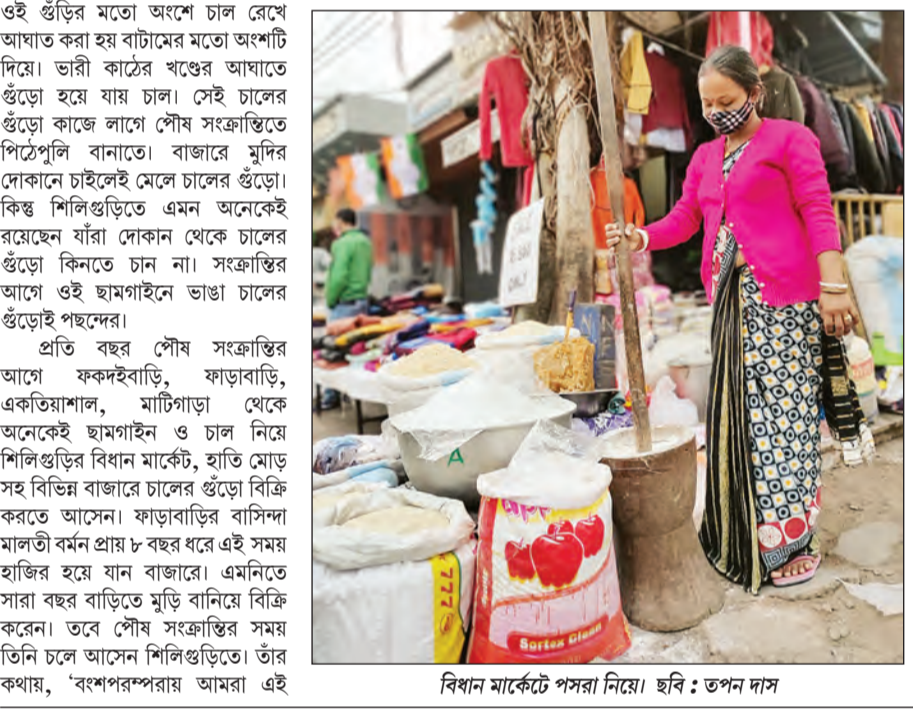 ওই গুঁড়ির মতো অংশে চাল রেখে
আঘাত করা হয় বাটামের মতো অংশটি
দিয়ে। ভারী কাঠের খণ্ডের আঘাতে
গুঁড়ো হয়ে যায় চাল। সেই চালের
গুঁড়ো কাজে লাগে পৌষ সংক্রান্তিতে
পিঠেপুলি বানাতে। বাজারে মুদির
দোকানে চাইলেই মেলে চালের গুঁড়ো।
কিন্তু শিলিগুড়িতে এমন অনেকেই
রয়েছেন যাঁরা দোকান থেকে চালের
গুঁড়ো কিনতে চান না। সংক্রান্তির
আগে ওই ছামগাইনে ভাঙা চালের
গুঁড়োই পছন্দের।
প্রতি বছর পৌষ সংক্রান্তির
আগে ফকদইবাড়ি, ফাড়াবাড়ি,
একতিয়াশাল, মাটিগাড়া থেকে
অনেকেই ছামগাইন ও চাল নিয়ে
শিলিগুড়ির বিধান মার্কেট, হাতি মোড়
সহ বিভিন্ন বাজারে চালের গুঁড়ো বিক্রি
করতে আসেন। ফাড়াবাড়ির বাসিন্দা
মালতী বর্মন প্রায় ৮ বছর ধরে এই সময়
হাজির হয়ে যান বাজারে। এমনিতে
সারা বছর বাড়িতে মুড়ি বানিয়ে বিক্রি
করেন। তবে পৌষ সংক্রান্তির সময়
তিনি চলে আসেন শিলিগুড়িতে। তাঁর
কথায়, ‘বংশপরম্পরায় আমরা এই
SALE
ONLY
A
777
Sortex Clean
বিধান মার্কেটে পসরা নিয়ে। ছবি : তপন দাস